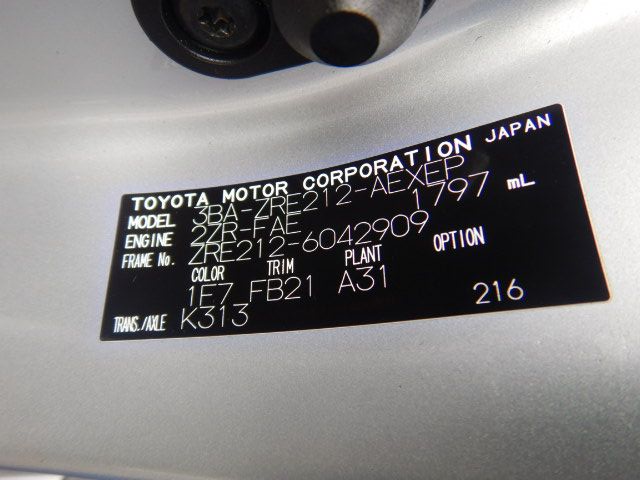 TOYOTA MOTOR CORPORATION JAPAN
MODEL 3BA-ZRE212-AEXEP
ENGINE 2ZR-FAE 1797 mL
FRAME No. ZRE212-6042909
COLOR TRIM PLANT OPTION
1E7 FB21 A31
TRANS./AXLE K313 216